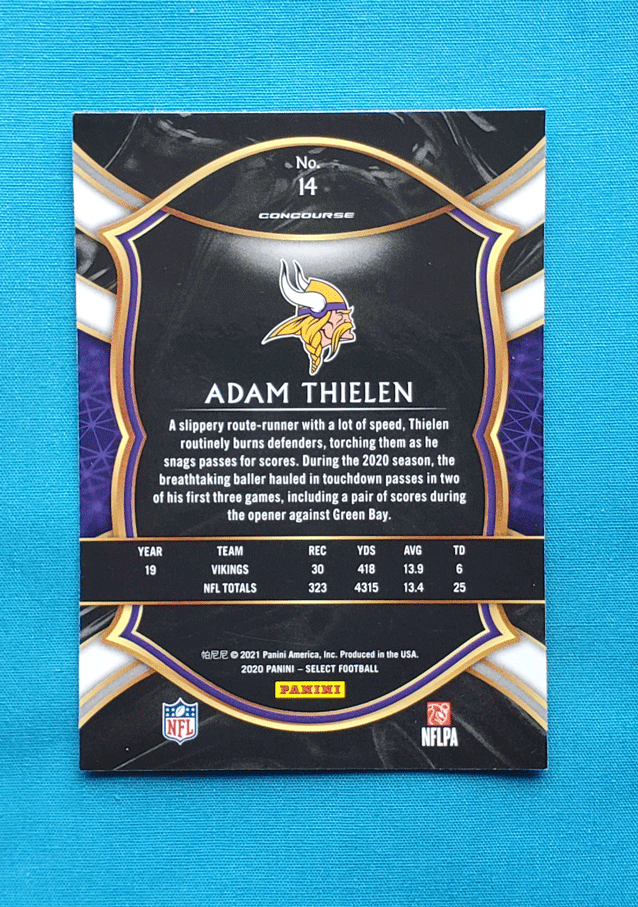 No.
14
CONCOURSE
ADAM THIELEN
A slippery route-runner with a lot of speed, Thielen
routinely burns defenders, torching them as he
snags passes for scores. During the 2020 season, the
breathtaking baller hauled in touchdown passes in two
of his first three games, including a pair of scores during
the opener against Green Bay.
YEAR TEAM REC YDS AVG TD
19 VIKINGS 30 418 13.9 6
NFL TOTALS 323 4315 13.4 25
帕尼尼 © 2021 Panini America, Inc. Produced in the USA.
2020 PANINI – SELECT FOOTBALL
PANINI
NFL
NFLPA